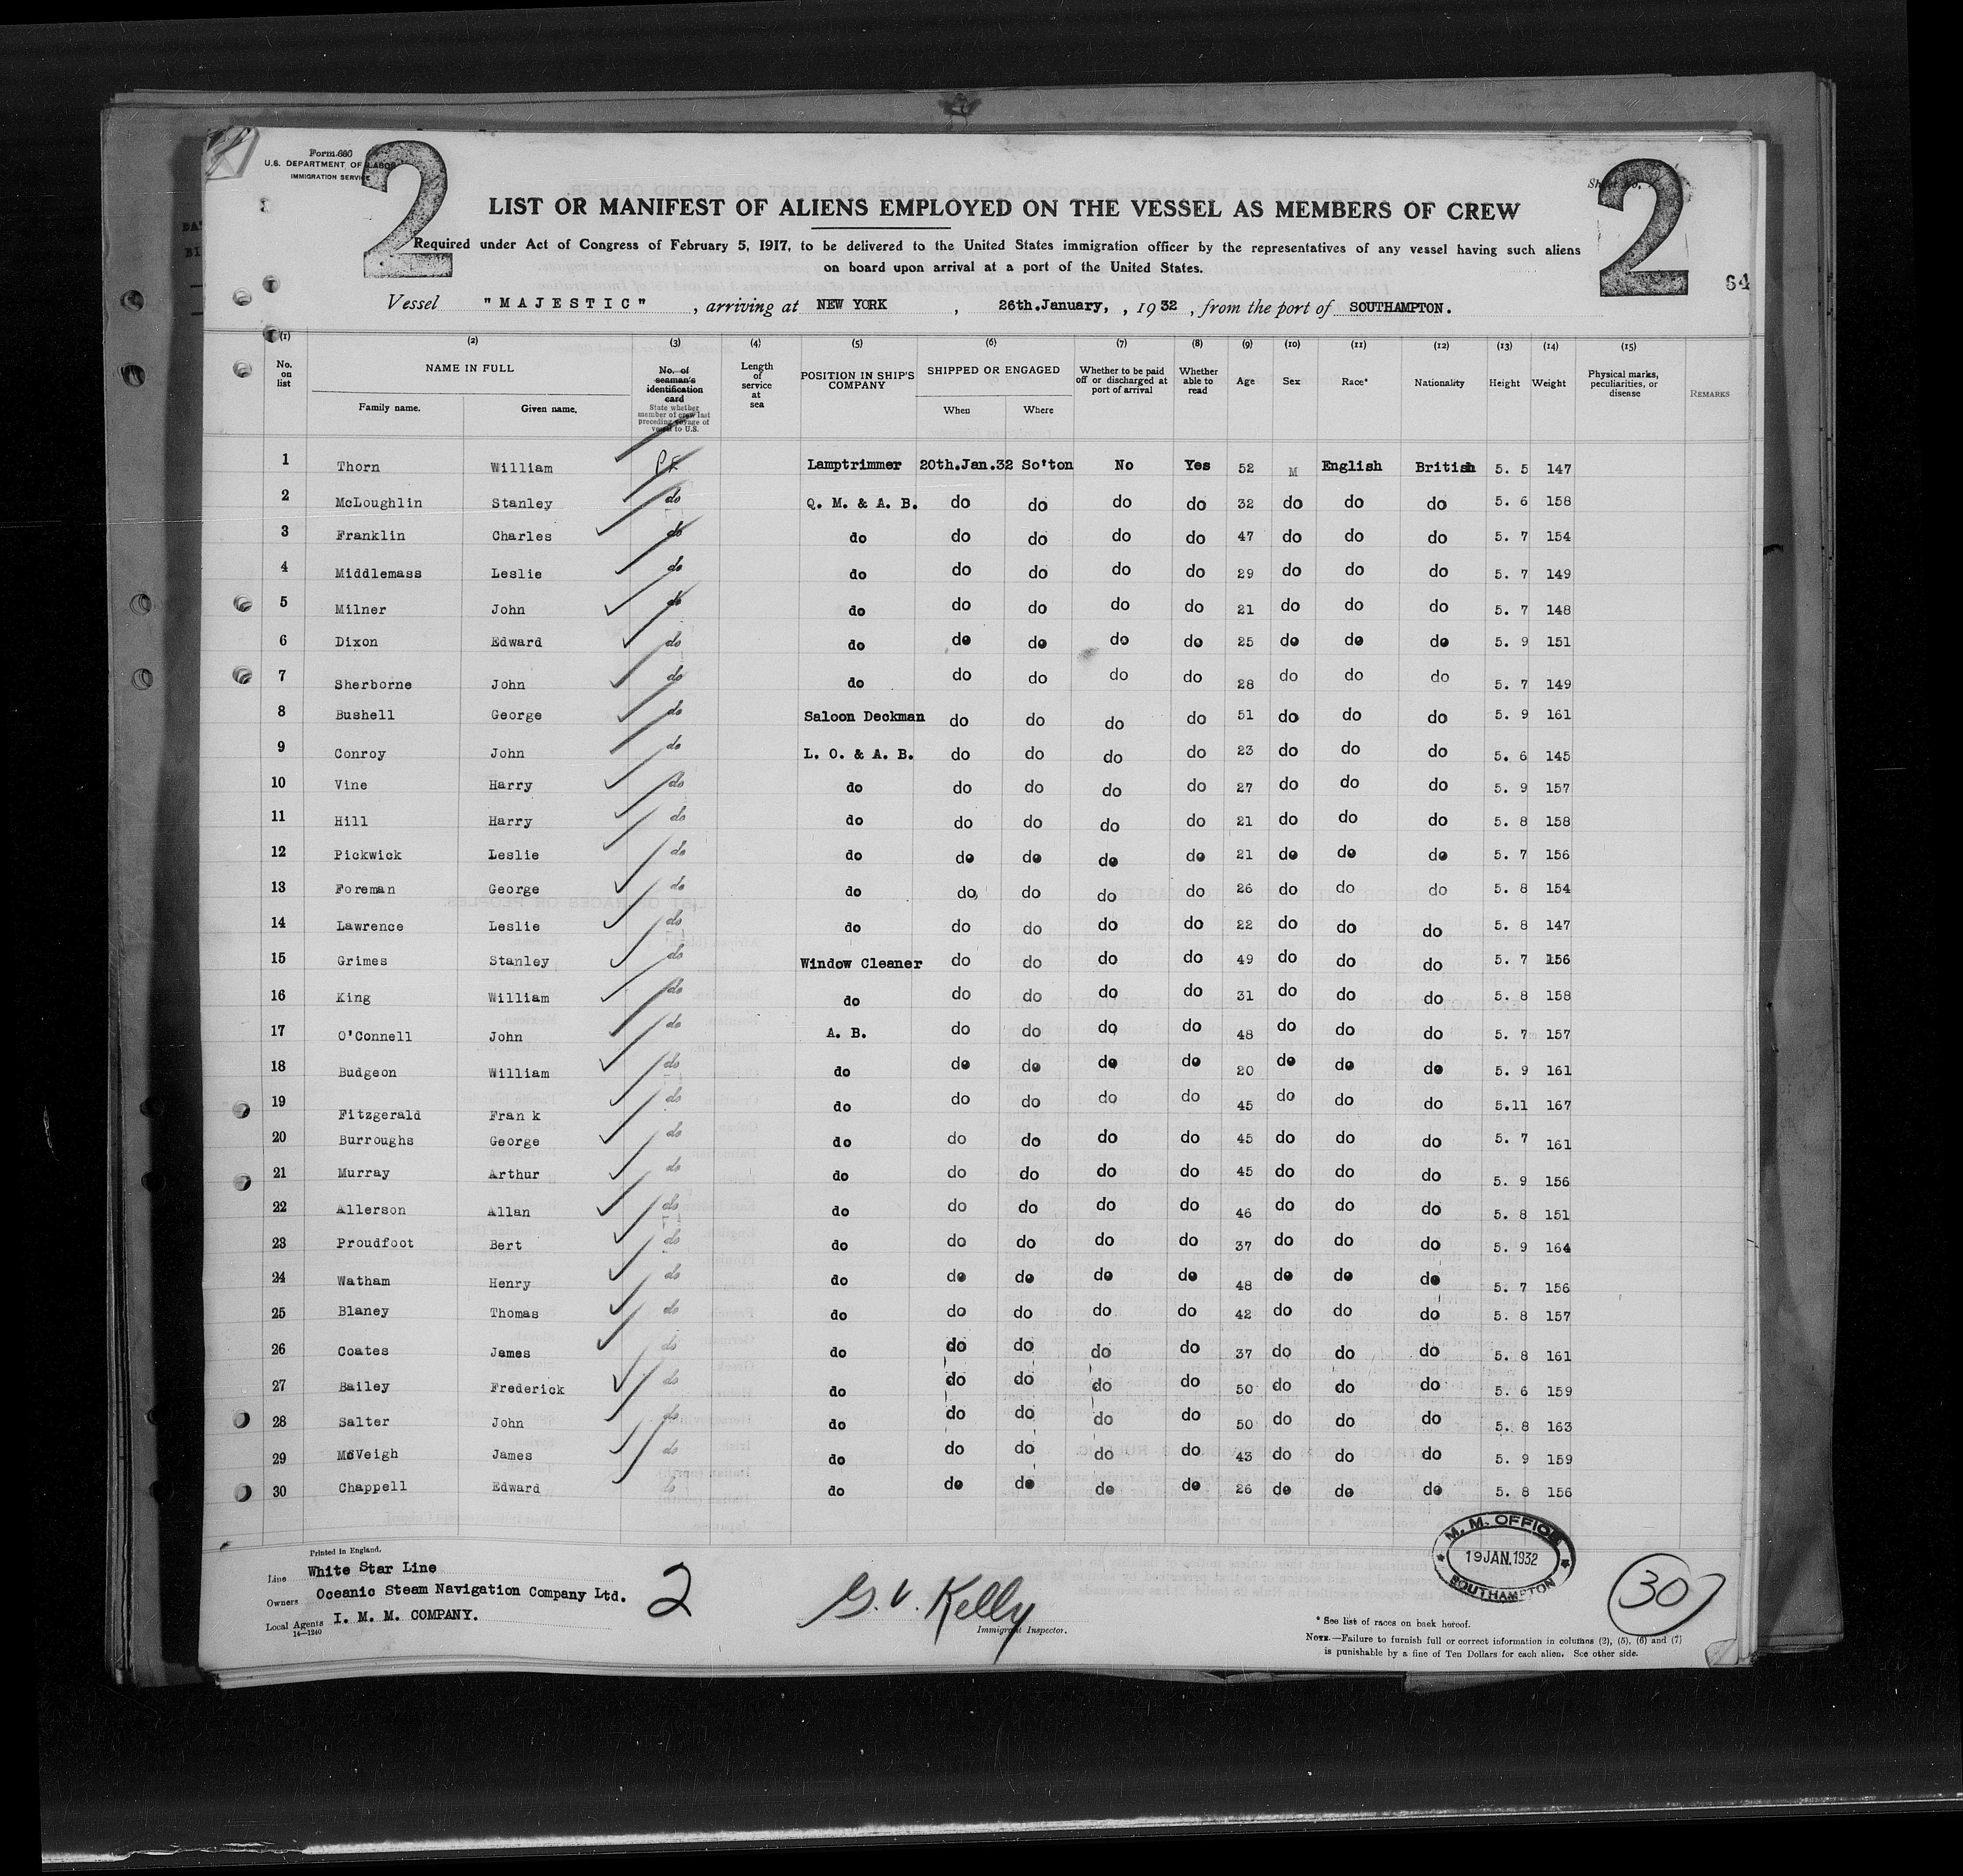 Form 680
U.S. DEPARTMENT OF LABOR
IMMIGRATION SERVICE
2
2
LIST OR MANIFEST OF ALIENS EMPLOYED ON THE VESSEL AS MEMBERS OF CREW
Required under Act of Congress of February 5, 1917, to be delivered to the United States immigration officer by the representatives of any vessel having such aliens
on board upon arrival at a port of the United States.
64
Vessel "MAJESTIC", arriving at NEW YORK, 26th.January, , 1932, from the port of SOUTHAMPTON.
(1) (2) (3) (4) (5) (6) (7) (8) (9) (10) (11) (12) (13) (14) (15)
No. on list NAME IN FULL Family name. Given name. No. of seaman's identification card State whether member of crew last preceding voyage of vessel to U.S. Length of service at sea POSITION IN SHIP'S COMPANY SHIPPED OR ENGAGED When Where Whether to be paid off or discharged at port of arrival Whether able to read Age Sex Race* Nationality Height Weight Physical marks, peculiarities, or disease REMARKS
1 Thorn William Lamptrimmer 20th.Jan.32 So'ton No Yes 52 M English British 5. 5 147
2 McLoughlin Stanley do Q. M. & A. B. do do do do 32 do do do 5. 6 158
3 Franklin Charles do do do do do do 47 do do do 5. 7 154
4 Middlemass Leslie do do do do do do 29 do do do 5. 7 149
5 Milner John do do do do do do 21 do do do 5. 7 148
6 Dixon Edward do do do do do do 25 do do do 5. 9 151
7 Sherborne John do do do do do do 28 do do do 5. 7 149
8 Bushell George do Saloon Deckman do do do do 51 do do do 5. 9 161
9 Conroy John do L. O. & A. B. do do do do 23 do do do 5. 6 145
10 Vine Harry do do do do do do 27 do do do 5. 9 157
11 Hill Harry do do do do do do 21 do do do 5. 8 158
12 Pickwick Leslie do do do do do do 21 do do do 5. 7 156
13 Foreman George do do do do do do 26 do do do 5. 8 154
14 Lawrence Leslie do do do do do do 22 do do do 5. 8 147
15 Grimes Stanley do Window Cleaner do do do do 49 do do do 5. 7 156
16 King William do do do do do do 31 do do do 5. 8 158
17 O'Connell John do A. B. do do do do 48 do do do 5. 7 157
18 Budgeon William do do do do do do 20 do do do 5. 9 161
19 Fitzgerald Fran k do do do do do do 45 do do do 5.11 167
20 Burroughs George do do do do do do 45 do do do 5. 7 161
21 Murray Arthur do do do do do do 45 do do do 5. 9 156
22 Allerson Allan do do do do do do 46 do do do 5. 8 151
23 Proudfoot Bert do do do do do do 37 do do do 5. 9 164
24 Watham Henry do do do do do do 48 do do do 5. 7 156
25 Blaney Thomas do do do do do do 42 do do do 5. 8 157
26 Coates James do do do do do do 37 do do do 5. 8 161
27 Bailey Frederick do do do do do do 50 do do do 5. 6 159
28 Salter John do do do do do do 50 do do do 5. 8 163
29 McVeigh James do do do do do do 43 do do do 5. 9 159
30 Chappell Edward do do do do do do 26 do do do 5. 8 156
Printed in England.
Line White Star Line
Owners Oceanic Steam Navigation Company Ltd.
Local Agents I. M. M. COMPANY.
14—1240
2
G. V. Kelly
Immigrant Inspector.
M. M. OFFICE
19 JAN. 1932
SOUTHAMPTON
30
* See list of races on back hereof.
NOTE.—Failure to furnish full or correct information in columns (2), (5), (6) and (7)
is punishable by a fine of Ten Dollars for each alien. See other side.